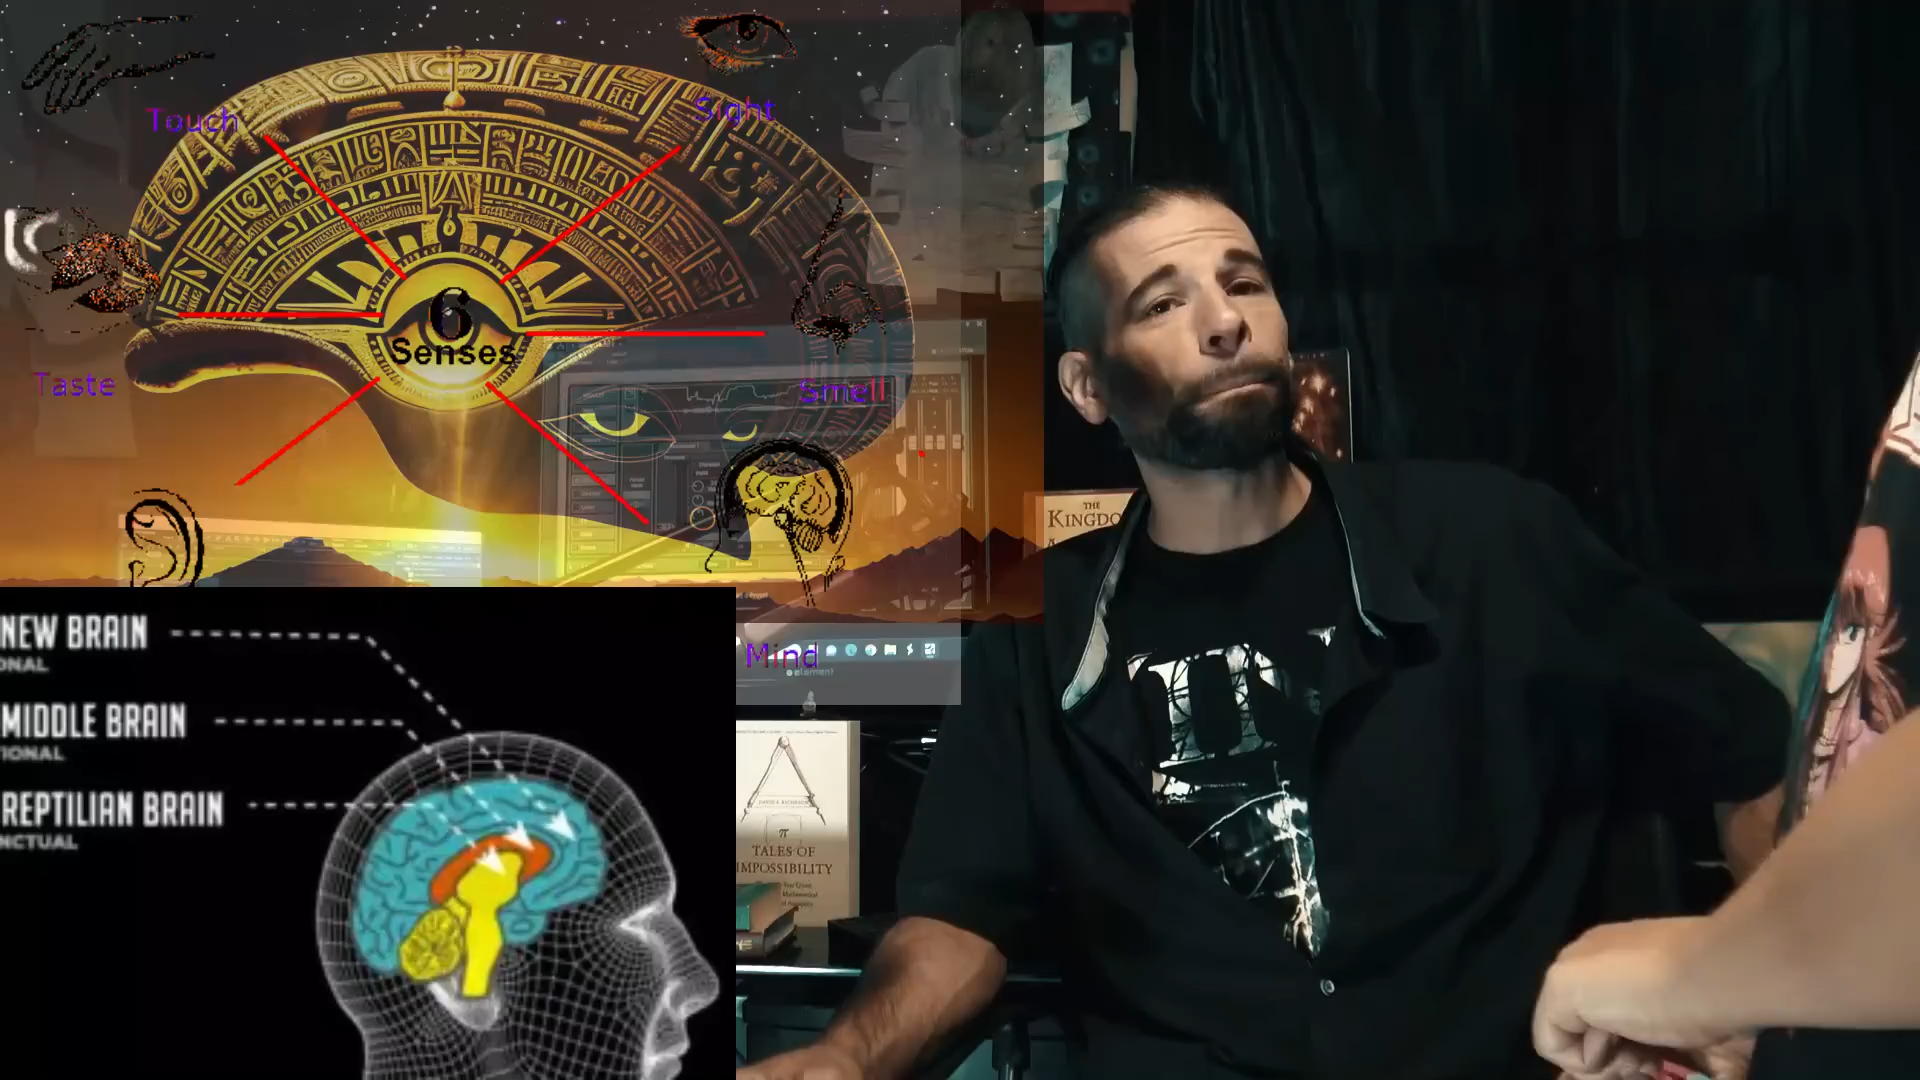 Touch
Sight
6
Senses
Taste
Smell
Mind
NEW BRAIN
ONAL
MIDDLE BRAIN
TIONAL
REPTILIAN BRAIN
NCTUAL
THE
KINGDO
π
TALES OF
IMPOSSIBILITY